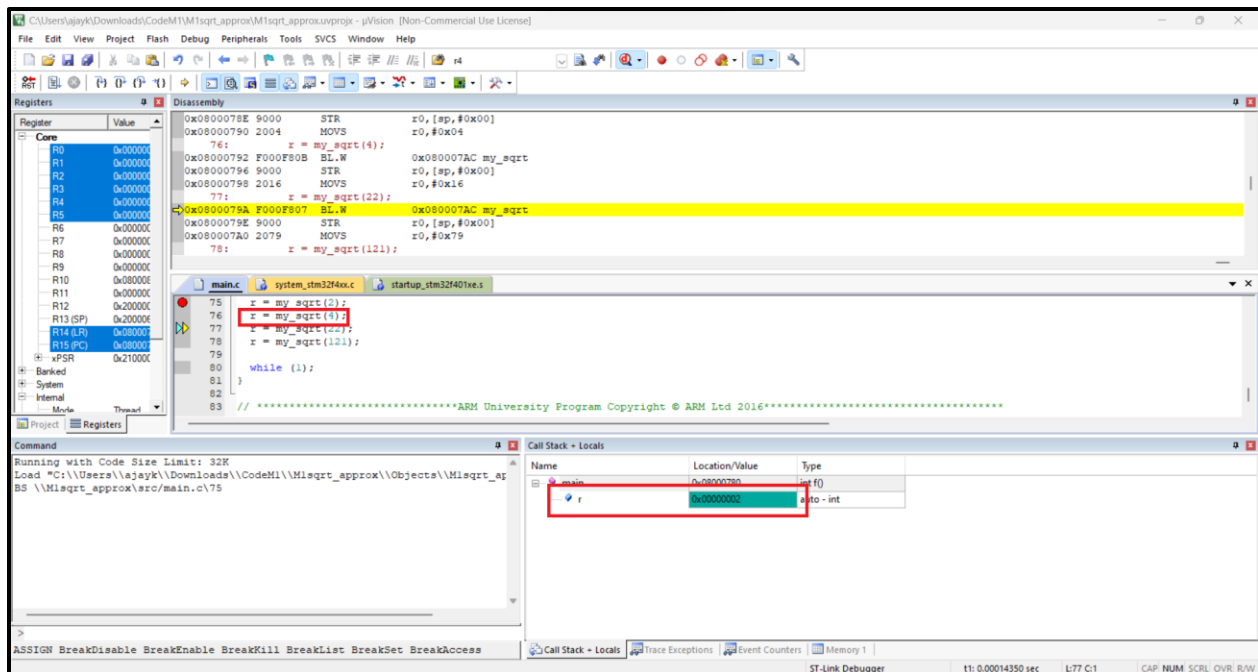 C:\Users\ajayk\Downloads\CodeM1\M1sqrt_approx\M1sqrt_approx.uvprojx - µVision [Non-Commercial Use License]
File Edit View Project Flash Debug Peripherals Tools SVCS Window Help
r4
RST
Registers
Register Value
Core
R0 0x000000
R1 0x000000
R2 0x000000
R3 0x000000
R4 0x000000
R5 0x000000
R6 0x000000
R7 0x000000
R8 0x000000
R9 0x000000
R10 0x080008
R11 0x000000
R12 0x200000
R13 (SP) 0x200006
R14 (LR) 0x080007
R15 (PC) 0x080007
xPSR 0x210000
Banked
System
Internal
Mode Thread
Project Registers
Disassembly
0x0800078E 9000 STR r0,[sp,#0x00]
0x08000790 2004 MOVS r0,#0x04
76: r = my_sqrt(4);
0x08000792 F000F80B BL.W 0x080007AC my_sqrt
0x08000796 9000 STR r0,[sp,#0x00]
0x08000798 2016 MOVS r0,#0x16
77: r = my_sqrt(22);
0x0800079A F000F807 BL.W 0x080007AC my_sqrt
0x0800079E 9000 STR r0,[sp,#0x00]
0x080007A0 2079 MOVS r0,#0x79
78: r = my_sqrt(121);
main.c system_stm32f4xx.c startup_stm32f401xe.s
75 r = my_sqrt(2);
76 r = my_sqrt(4);
77 r = my_sqrt(22);
78 r = my_sqrt(121);
79
80 while (1);
81 }
82
83 // *******************************ARM University Program Copyright © ARM Ltd 2016*************************************
Command
Running with Code Size Limit: 32K
Load "C:\\Users\\ajayk\\Downloads\\CodeM1\\M1sqrt_approx\\Objects\\M1sqrt_ap
BS \\M1sqrt_approx\src/main.c\75
>
ASSIGN BreakDisable BreakEnable BreakKill BreakList BreakSet BreakAccess
Call Stack + Locals
Name Location/Value Type
main 0x08000780 int f()
r 0x00000002 auto - int
Call Stack + Locals Trace Exceptions Event Counters Memory 1
ST-Link Debugger t1: 0.00014350 sec L:77 C:1 CAP NUM SCRL OVR R/W